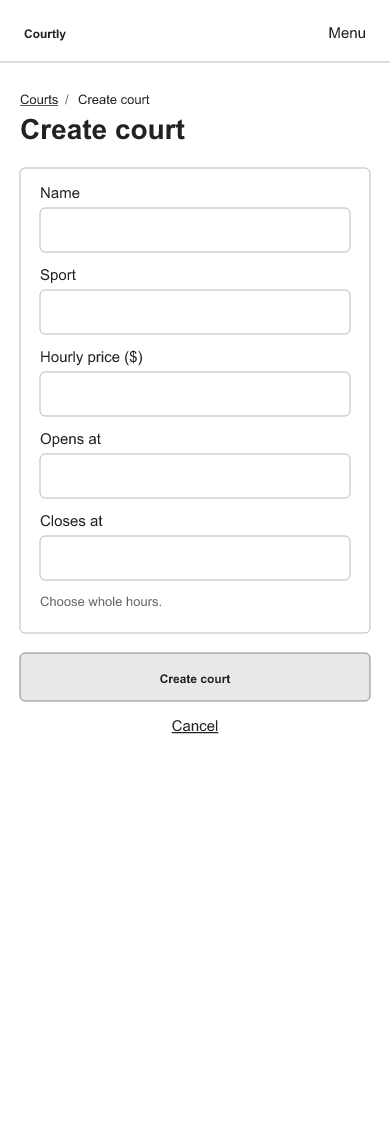 Courtly Menu
Courts / Create court
Create court
Name
Sport
Hourly price ($)
Opens at
Closes at
Choose whole hours.
Create court
Cancel